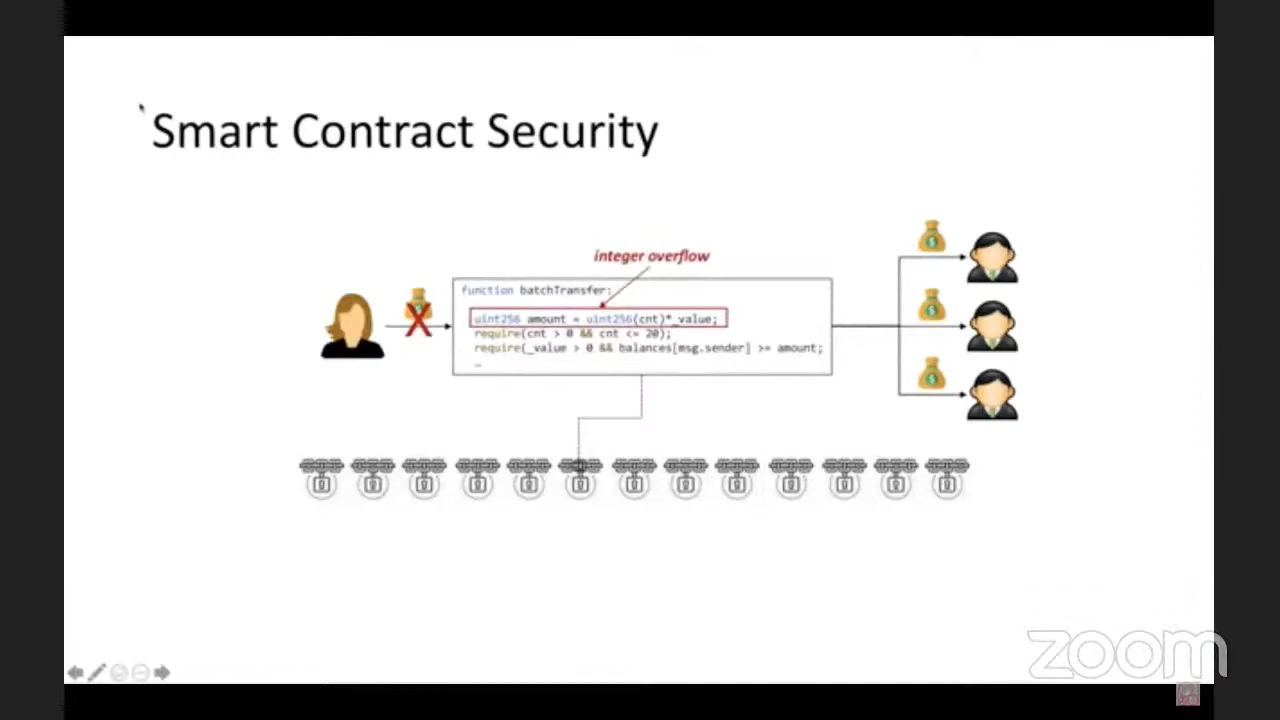 Smart Contract Security
integer overflow
function batchTransfer:
uint256 amount = uint256(cnt)*_value;
require(cnt > 0 && cnt <= 20);
require(_value > 0 && balances[msg.sender] >= amount;
…
X
zoom